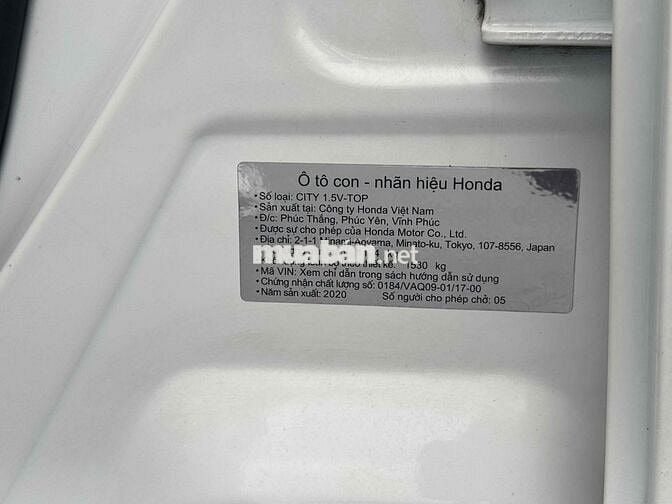 Ô tô con - nhãn hiệu Honda
• Số loại: CITY 1.5V-TOP
• Sản xuất tại: Công ty Honda Việt Nam
• Đ/c: Phúc Thắng, Phúc Yên, Vĩnh Phúc
• Được sự cho phép của Honda Motor Co., Ltd.
• Địa chỉ: 2-1-1 Minami-Aoyama, Minato-ku, Tokyo, 107-8556, Japan
muaban.net
thiết kế: 1530 kg
• Mã VIN: Xem chỉ dẫn trong sách hướng dẫn sử dụng
• Chứng nhận chất lượng số: 0184/VAQ09-01/17-00
• Năm sản xuất: 2020 Số người cho phép chở: 05